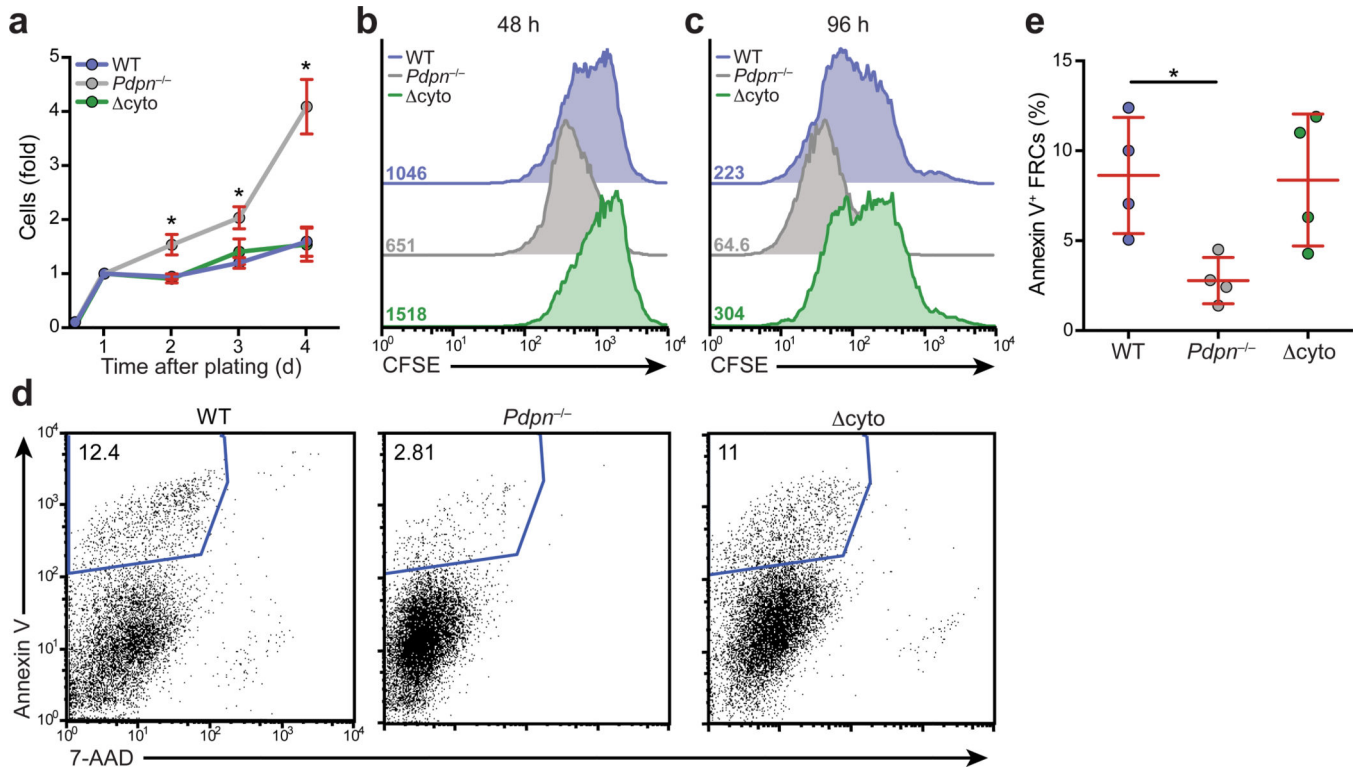 a
5
4
3
2
1
0
Cells (fold)
WT
Pdpn–/–
Δcyto
*
*
*
1 2 3 4
Time after plating (d)
b
48 h
WT
Pdpn–/–
Δcyto
1046
651
1518
10⁰ 10¹ 10² 10³ 10⁴
CFSE
c
96 h
WT
Pdpn–/–
Δcyto
223
64.6
304
10⁰ 10¹ 10² 10³ 10⁴
CFSE
e
Annexin V⁺ FRCs (%)
15
10
5
0
*
WT Pdpn–/– Δcyto
d
WT Pdpn–/– Δcyto
12.4 2.81 11
10⁴
10³
10²
10¹
10⁰
Annexin V
10⁰ 10¹ 10² 10³ 10⁴
7-AAD